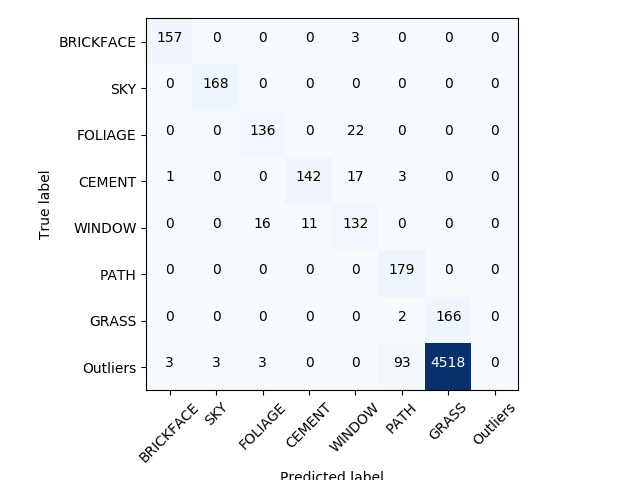 True label
BRICKFACE 157 0 0 0 3 0 0 0
SKY 0 168 0 0 0 0 0 0
FOLIAGE 0 0 136 0 22 0 0 0
CEMENT 1 0 0 142 17 3 0 0
WINDOW 0 0 16 11 132 0 0 0
PATH 0 0 0 0 0 179 0 0
GRASS 0 0 0 0 0 2 166 0
Outliers 3 3 3 0 0 93 4518 0
BRICKFACE SKY FOLIAGE CEMENT WINDOW PATH GRASS Outliers
Predicted label